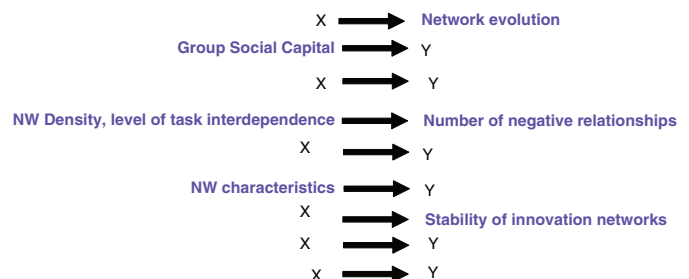 X Network evolution
Group Social Capital Y
X Y
NW Density, level of task interdependence Number of negative relationships
X Y
NW characteristics Y
X Stability of innovation networks
X Y
X Y